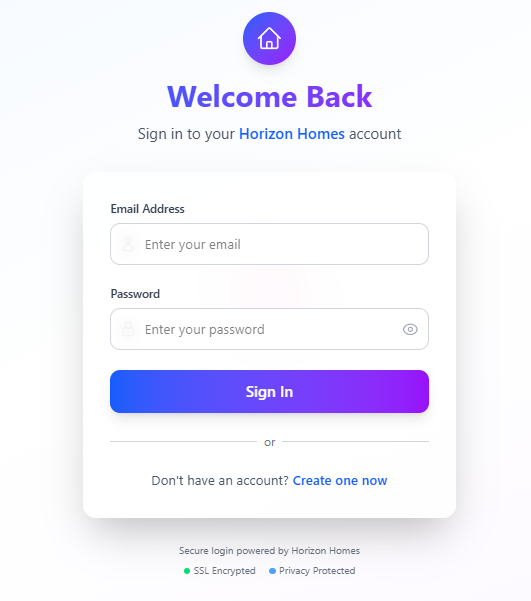 Welcome Back
Sign in to your Horizon Homes account
Email Address
Enter your email
Password
Enter your password
Sign In
or
Don't have an account? Create one now
Secure login powered by Horizon Homes
SSL Encrypted Privacy Protected